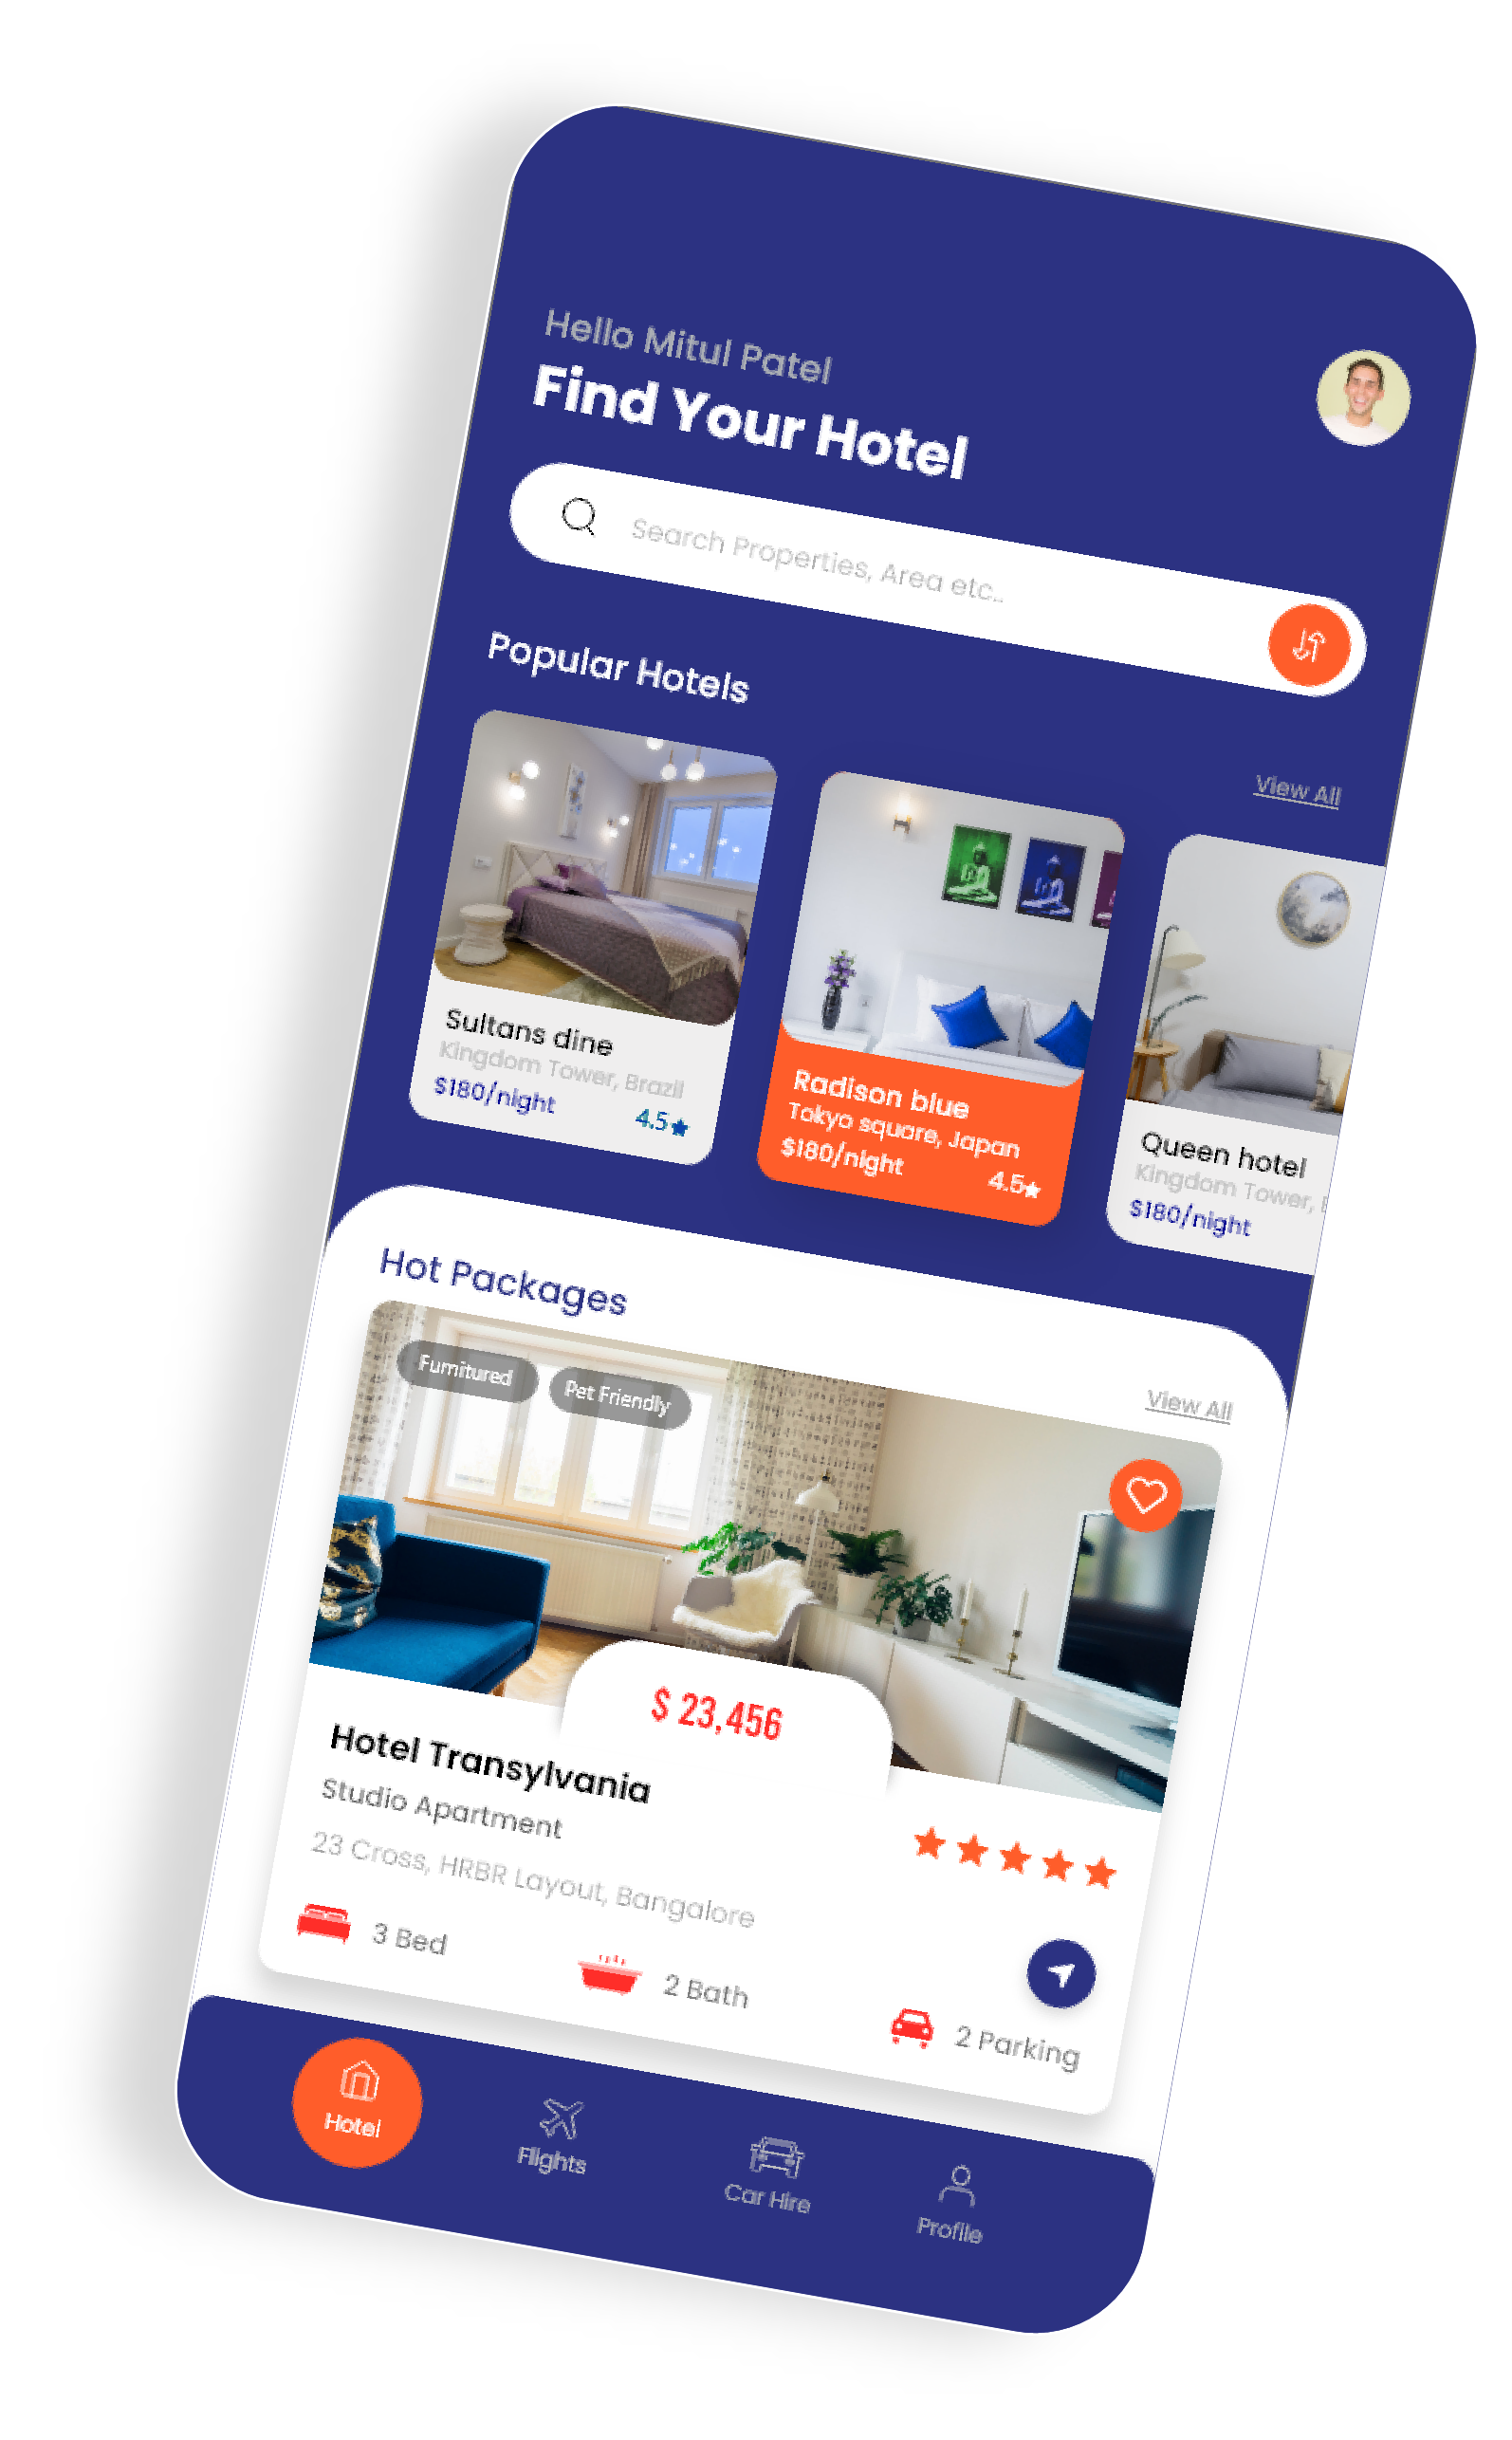 Hello Mitul Patel
Find Your Hotel
Search Properties, Area etc..
Popular Hotels
View All
Sultans dine
Kingdom Tower, Brazil
$180/night
4.5
Radison blue
Tokyo square, Japan
$180/night
4.5
Queen hotel
Kingdom Tower,
$180/night
Hot Packages
View All
Furnitured
Pet Friendly
$ 23,456
Hotel Transylvania
Studio Apartment
23 Cross, HRBR Layout, Bangalore
3 Bed
2 Bath
2 Parking
Hotel
Flights
Car Hire
Profile